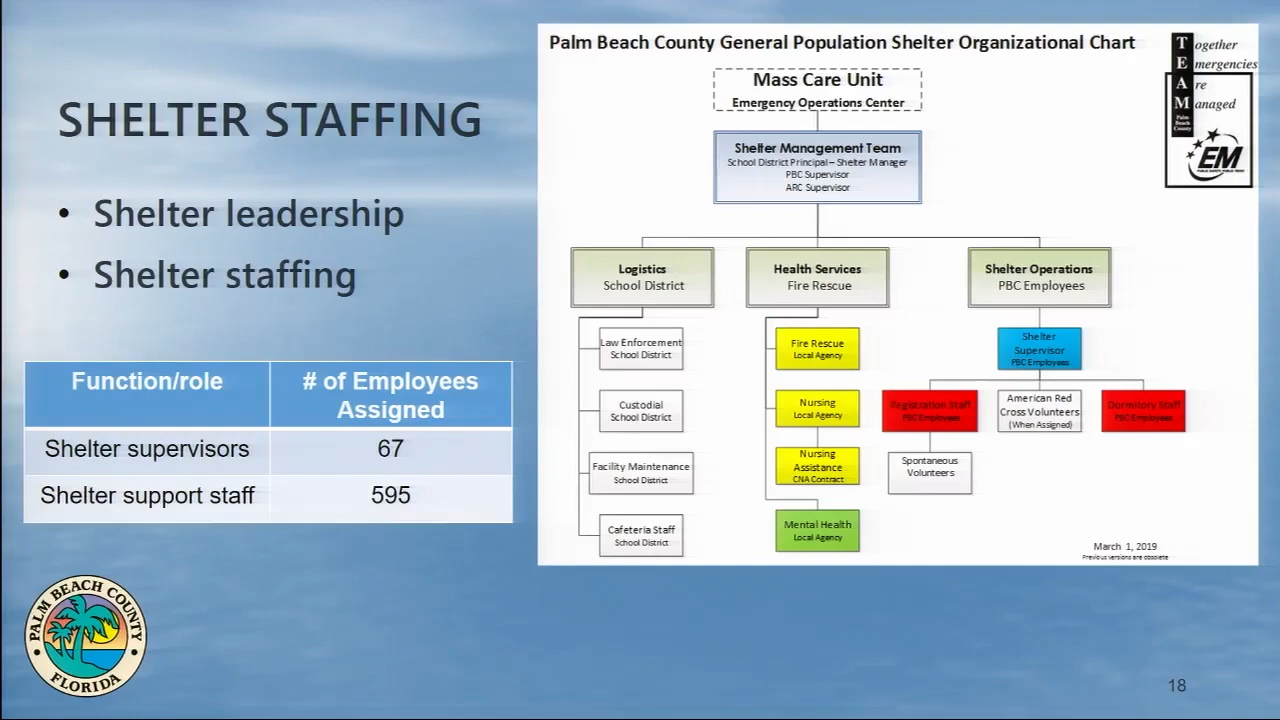 SHELTER STAFFING
• Shelter leadership
• Shelter staffing
Function/role
# of Employees
Assigned
Shelter supervisors
67
Shelter support staff
595
PALM BEACH COUNTY
FLORIDA
Palm Beach County General Population Shelter Organizational Chart
Together
Emergencies
Are
Managed
Palm
Beach
County
EM
Mass Care Unit
Emergency Operations Center
Shelter Management Team
School District Principal – Shelter Manager
PBC Supervisor
ARC Supervisor
Logistics
School District
Health Services
Fire Rescue
Shelter Operations
PBC Employees
Law Enforcement
School District
Custodial
School District
Facility Maintenance
School District
Cafeteria Staff
School District
Fire Rescue
Local Agency
Nursing
Local Agency
Nursing
Assistance
CNA Contract
Mental Health
Local Agency
Shelter
Supervisor
PBC Employees
Registration Staff
PBC Employees
American Red
Cross Volunteers
(When Assigned)
Dormitory Staff
PBC Employees
Spontaneous
Volunteers
March 1, 2019
Previous versions are obsolete
18